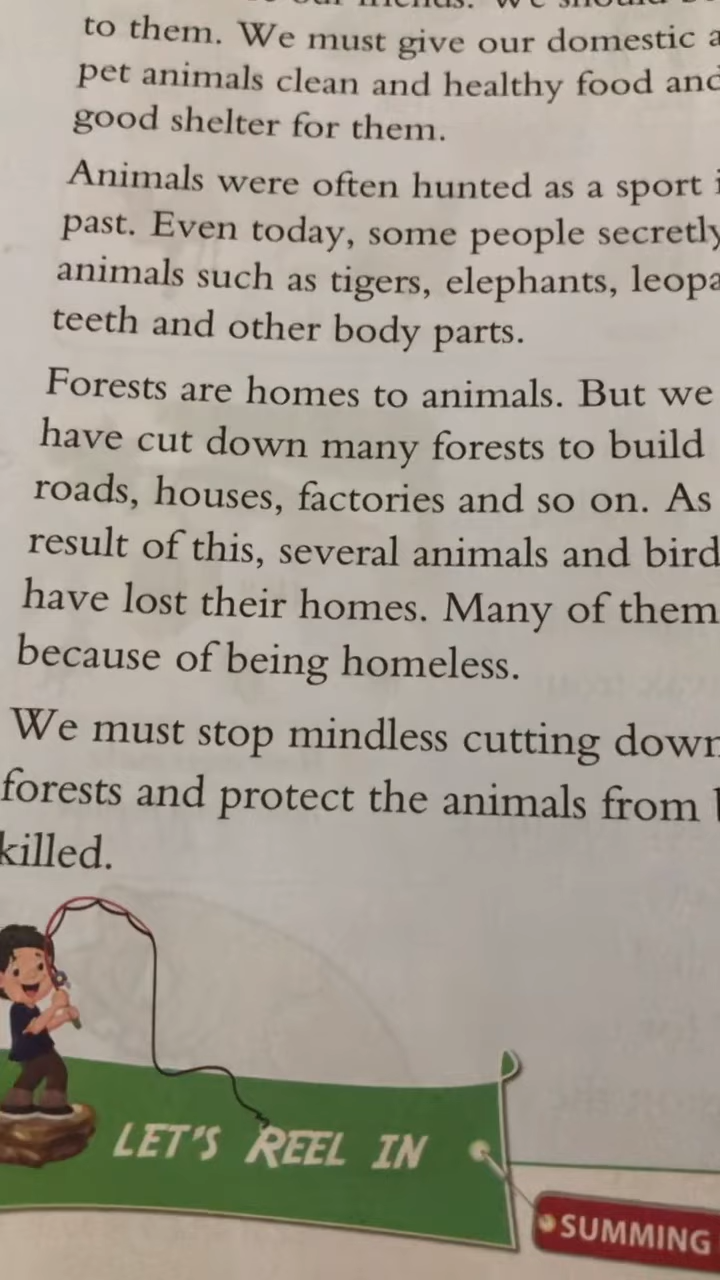 to them. We must give our domestic
pet animals clean and healthy food and
good shelter for them.
Animals were often hunted as a sport
past. Even today, some people secretly
animals such as tigers, elephants,
teeth and other body parts.
Forests are homes to animals. But we
have cut down many forests to build
roads, houses, factories and so on. As
result of this, several animals and bird
have lost their homes. Many of them
because of being homeless.
We must stop mindless cutting down
forests and protect the animals from
killed.
LET'S REEL IN
SUMMING